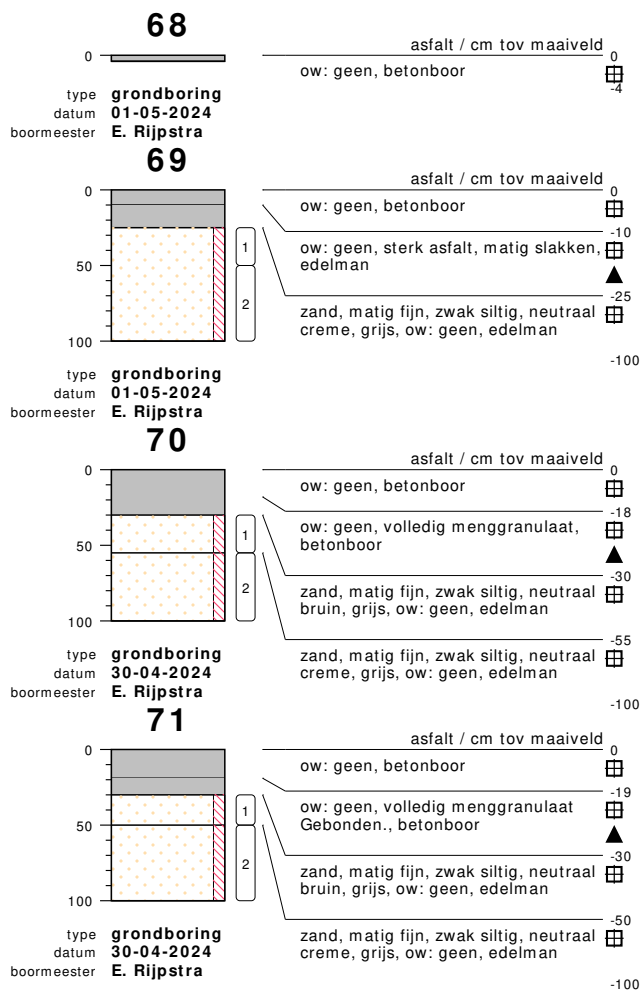 68
asfalt / cm tov maaiveld
0
0
ow: geen, betonboor
-4
type grondboring
datum 01-05-2024
boormeester E. Rijpstra
69
asfalt / cm tov maaiveld
0
0
ow: geen, betonboor
-10
1
ow: geen, sterk asfalt, matig slakken,
edelman
50
-25
2
zand, matig fijn, zwak siltig, neutraal
creme, grijs, ow: geen, edelman
100
-100
type grondboring
datum 01-05-2024
boormeester E. Rijpstra
70
asfalt / cm tov maaiveld
0
0
ow: geen, betonboor
-18
1
ow: geen, volledig menggranulaat,
betonboor
50
-30
2
zand, matig fijn, zwak siltig, neutraal
bruin, grijs, ow: geen, edelman
100
-55
type grondboring
datum 30-04-2024
boormeester E. Rijpstra
zand, matig fijn, zwak siltig, neutraal
creme, grijs, ow: geen, edelman
-100
71
asfalt / cm tov maaiveld
0
0
ow: geen, betonboor
-19
1
ow: geen, volledig menggranulaat
Gebonden., betonboor
50
-30
2
zand, matig fijn, zwak siltig, neutraal
bruin, grijs, ow: geen, edelman
100
-50
type grondboring
datum 30-04-2024
boormeester E. Rijpstra
zand, matig fijn, zwak siltig, neutraal
creme, grijs, ow: geen, edelman
-100